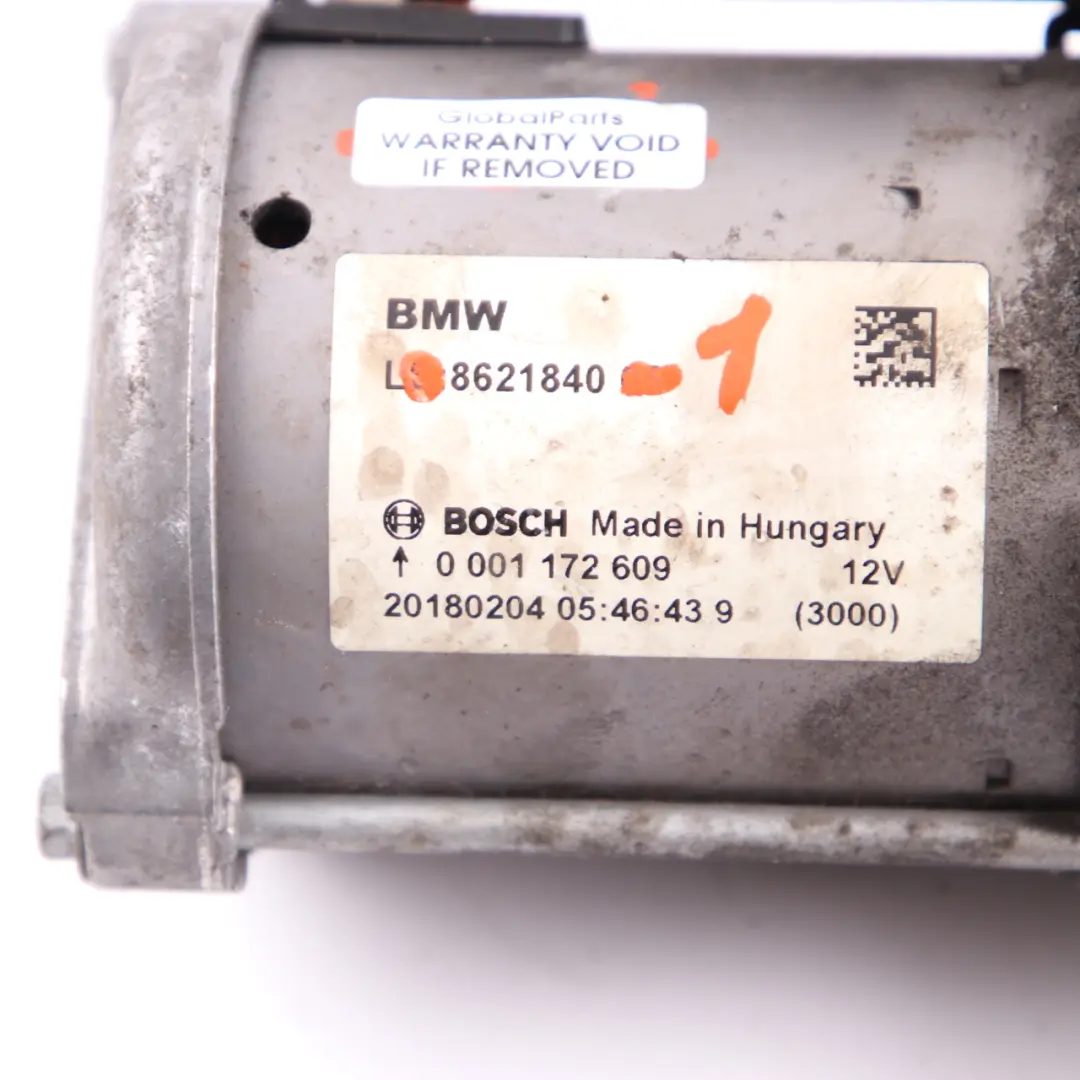 GlobalParts
WARRANTY VOID
IF REMOVED
BMW
8621840 -1
BOSCH Made in Hungary
↑ 0 001 172 609 12V
20180204 05:46:43 9 (3000)